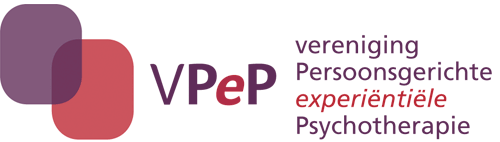 VPeP
vereniging
Persoonsgerichte
experiëntiële
Psychotherapie